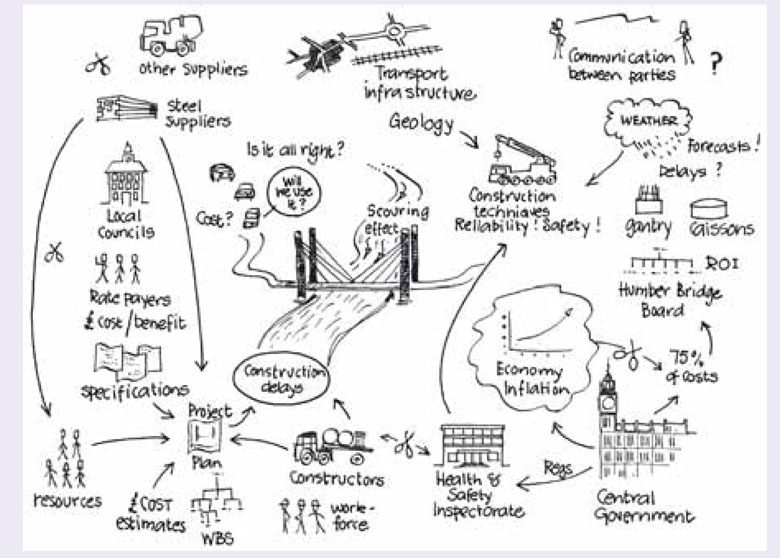 Other Suppliers
Steel
Suppliers
Local
Councils
Rate Payers
£ Cost/benefit
Specifications
resources
Project
Plan
£ COST
estimates
WBS
Transport
infrastructure
Geology
Is it all right?
Will
we use
it?
Cost?
Scouring
effect
Construction
delays
Constructors
work-
force
Communication
between parties
?
WEATHER
Forecasts!
Delays?
Construction
techniques
Reliability! Safety!
gantry
Caissons
ROI
Humber Bridge
Board
75%
of costs
Economy
Inflation
Health &
Safety
Inspectorate
Regs
Central
Government